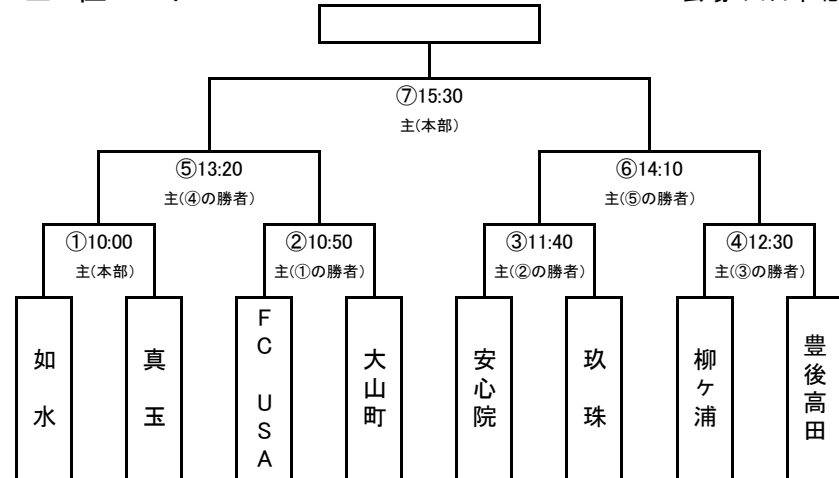 ⑦15:30
主(本部)
⑤13:20
主(④の勝者)
⑥14:10
主(⑤の勝者)
①10:00
主(本部)
②10:50
主(①の勝者)
③11:40
主(②の勝者)
④12:30
主(③の勝者)
如水
真玉
FC USA
大山町
安心院
玖珠
柳ヶ浦
豊後高田